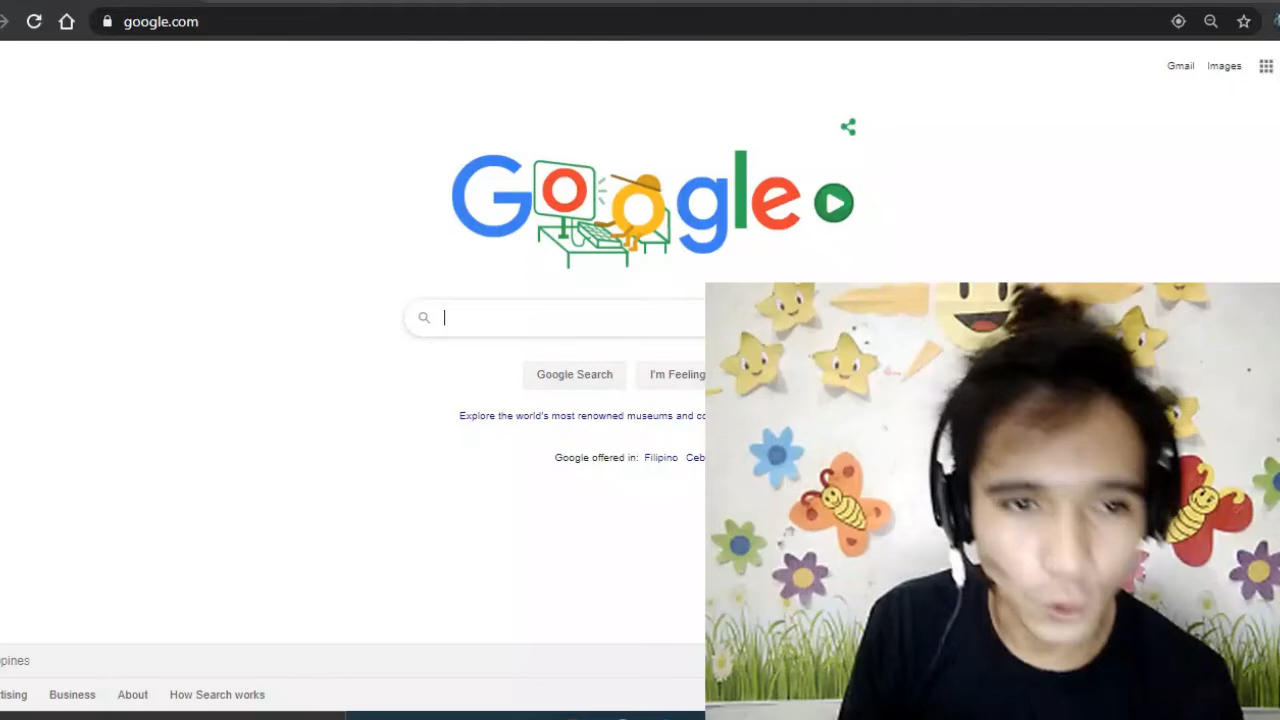 google.com
Gmail Images
Google
Google Search I'm Feeling
Explore the world's most renowned museums and
Google offered in: Filipino Ceb
pines
tising Business About How Search works